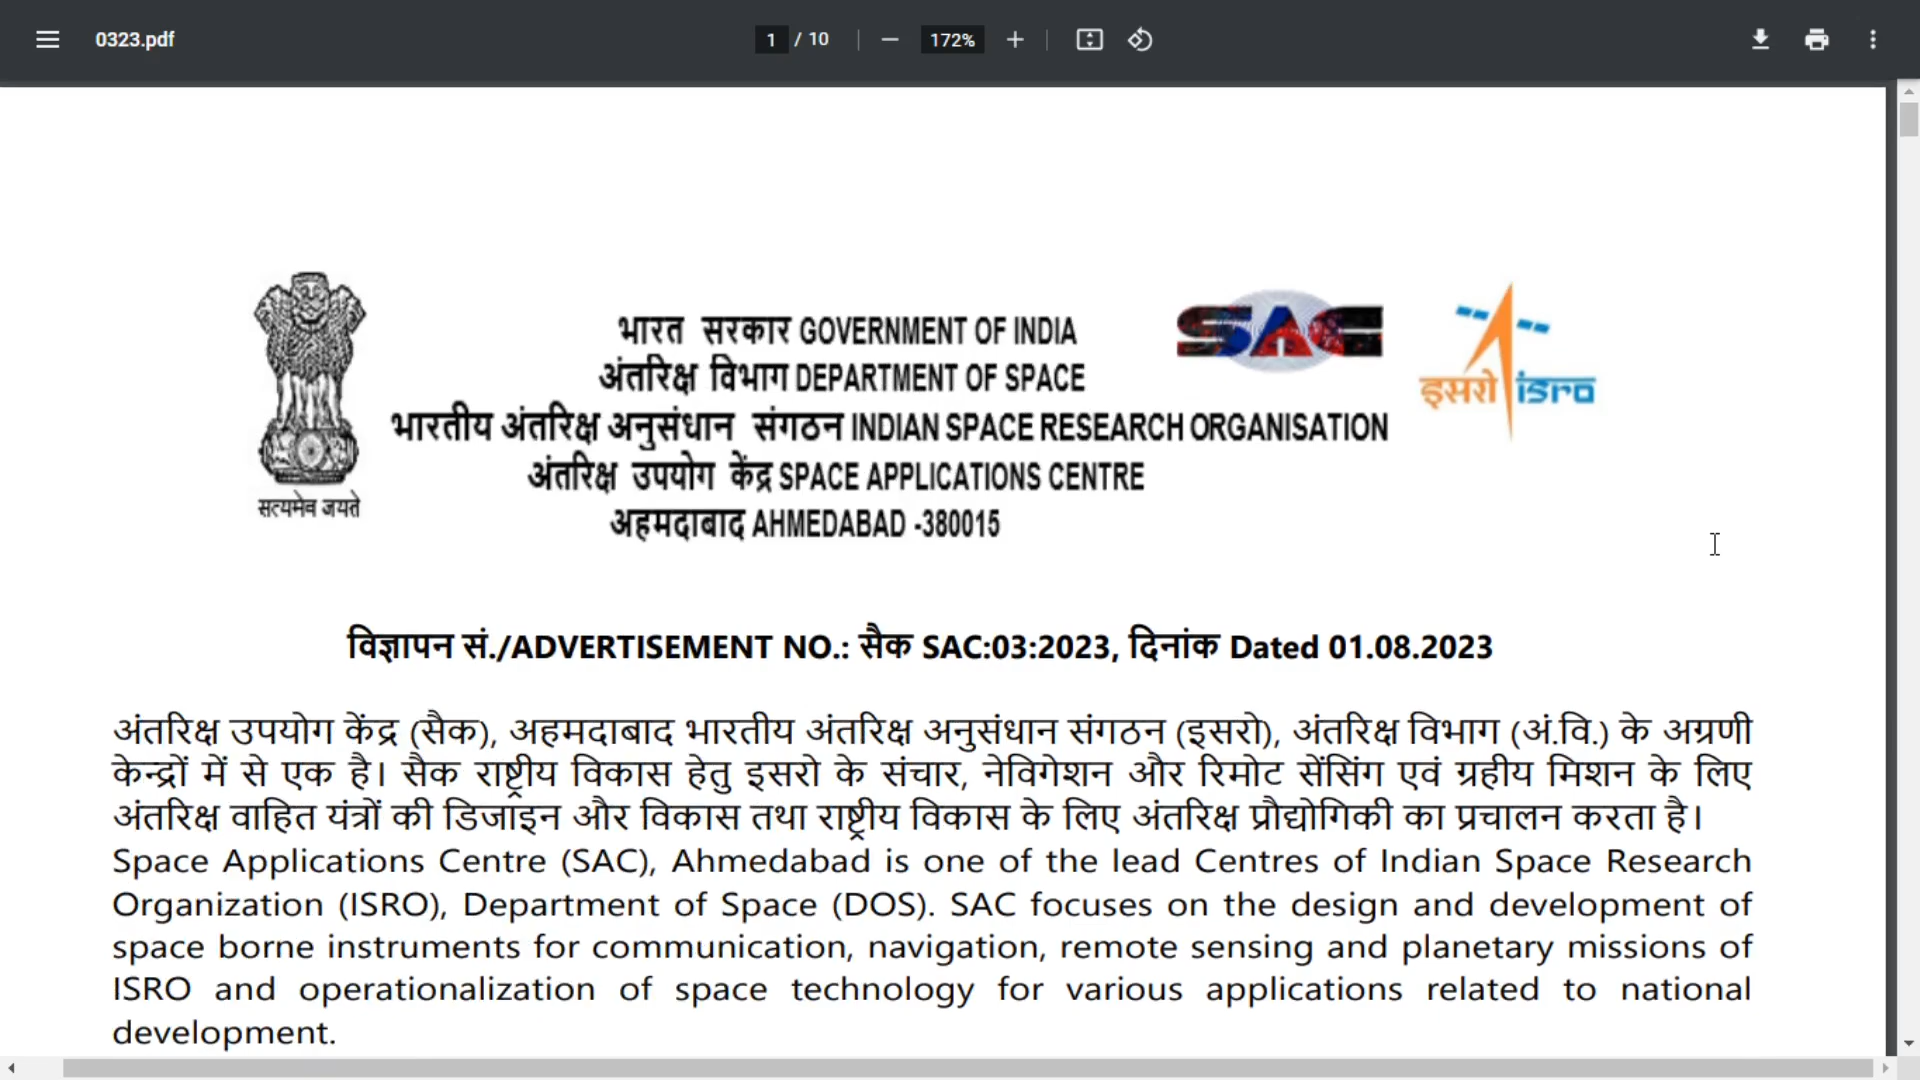 0323.pdf
1 / 10
172%
भारत सरकार GOVERNMENT OF INDIA
अंतरिक्ष विभाग DEPARTMENT OF SPACE
भारतीय अंतरिक्ष अनुसंधान संगठन INDIAN SPACE RESEARCH ORGANISATION
अंतरिक्ष उपयोग केंद्र SPACE APPLICATIONS CENTRE
अहमदाबाद AHMEDABAD -380015
सत्यमेव जयते
SAC
इसरो isro
विज्ञापन सं./ADVERTISEMENT NO.: सैक SAC:03:2023, दिनांक Dated 01.08.2023
अंतरिक्ष उपयोग केंद्र (सैक), अहमदाबाद भारतीय अंतरिक्ष अनुसंधान संगठन (इसरो), अंतरिक्ष विभाग (अं.वि.) के अग्रणी
केन्द्रों में से एक है। सैक राष्ट्रीय विकास हेतु इसरो के संचार, नेविगेशन और रिमोट सेंसिंग एवं ग्रहीय मिशन के लिए
अंतरिक्ष वाहित यंत्रों की डिजाइन और विकास तथा राष्ट्रीय विकास के लिए अंतरिक्ष प्रौद्योगिकी का प्रचालन करता है।
Space Applications Centre (SAC), Ahmedabad is one of the lead Centres of Indian Space Research
Organization (ISRO), Department of Space (DOS). SAC focuses on the design and development of
space borne instruments for communication, navigation, remote sensing and planetary missions of
ISRO and operationalization of space technology for various applications related to national
development.